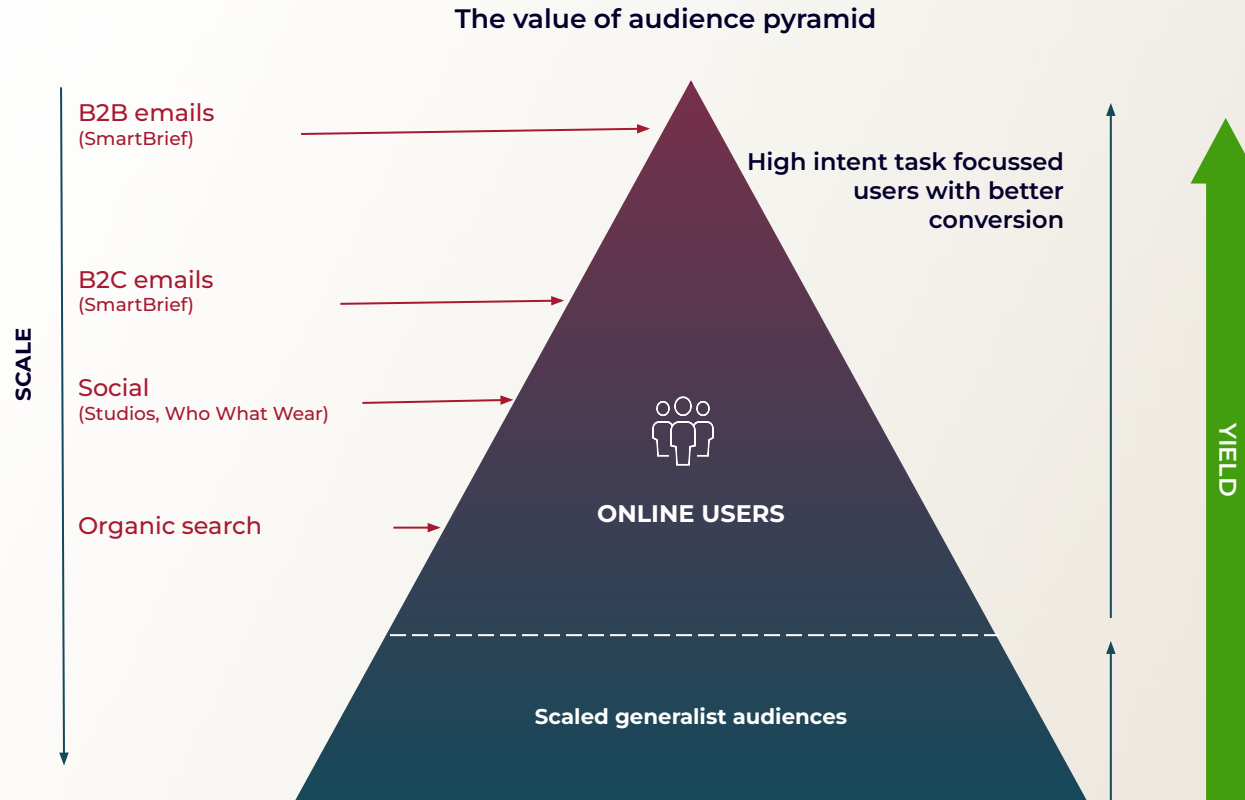 The value of audience pyramid
B2B emails
(SmartBrief)
High intent task focussed
users with better
conversion
B2C emails
(SmartBrief)
SCALE
Social
(Studios, Who What Wear)
YIELD
ONLINE USERS
Organic search
Scaled generalist audiences